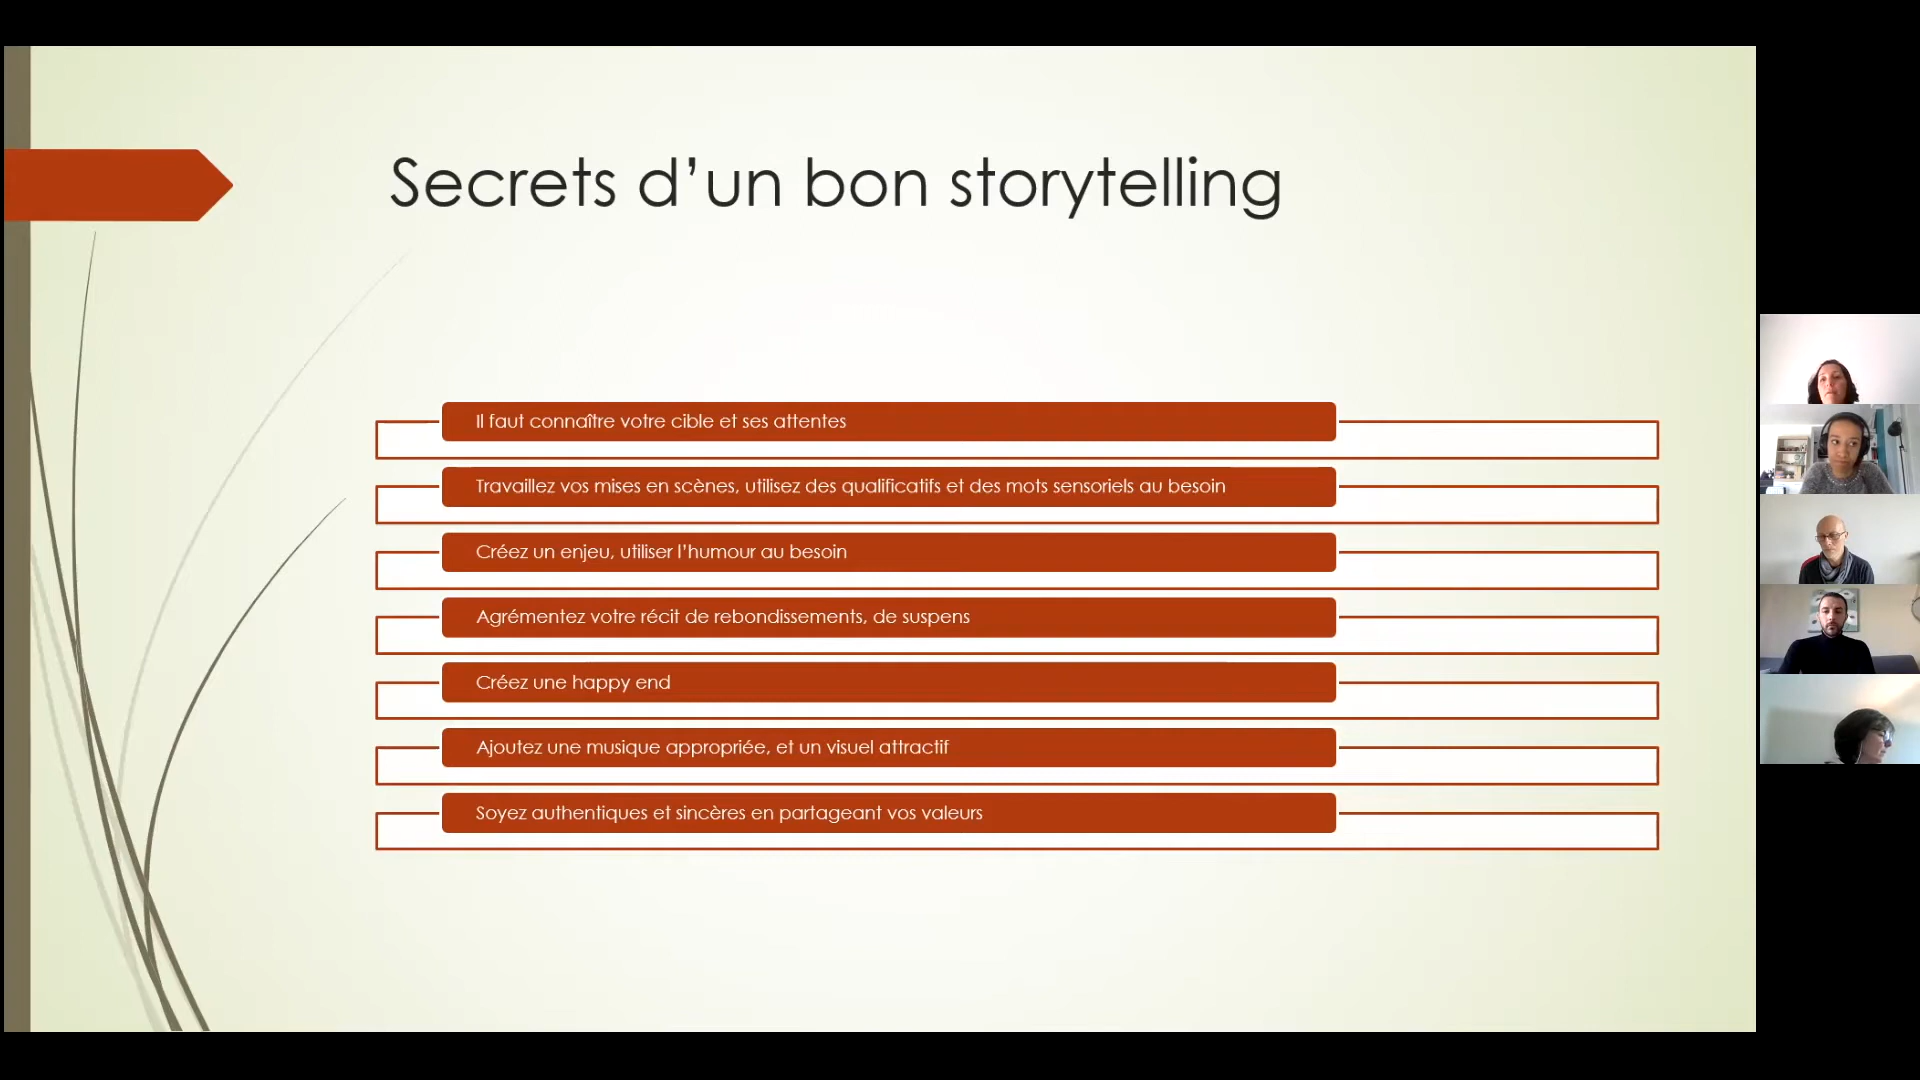 Secrets d’un bon storytelling
Il faut connaître votre cible et ses attentes
Travaillez vos mises en scènes, utilisez des qualificatifs et des mots sensoriels au besoin
Créez un enjeu, utiliser l’humour au besoin
Agrémentez votre récit de rebondissements, de suspens
Créez une happy end
Ajoutez une musique appropriée, et un visuel attractif
Soyez authentiques et sincères en partageant vos valeurs